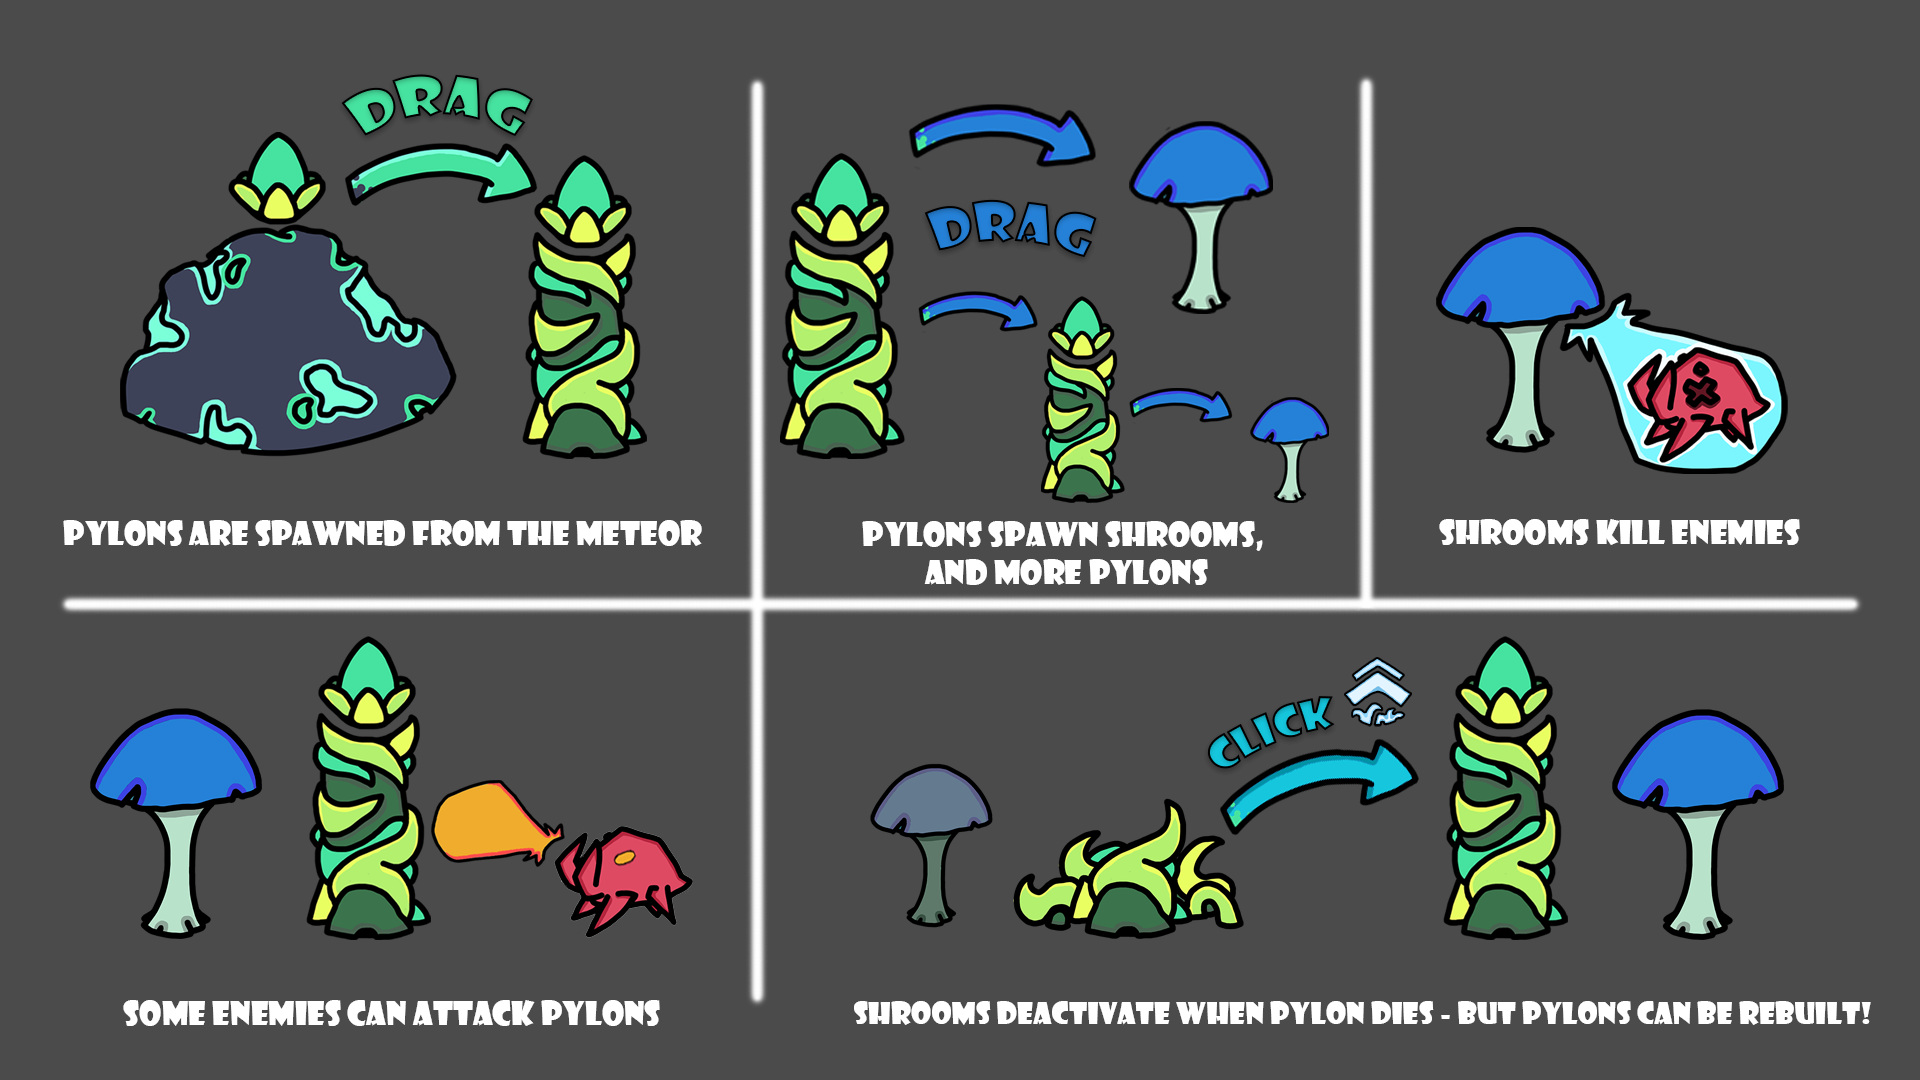 DRAG
PYLONS ARE SPAWNED FROM THE METEOR
DRAG
PYLONS SPAWN SHROOMS,
AND MORE PYLONS
SHROOMS KILL ENEMIES
SOME ENEMIES CAN ATTACK PYLONS
CLICK
SHROOMS DEACTIVATE WHEN PYLON DIES - BUT PYLONS CAN BE REBUILT!